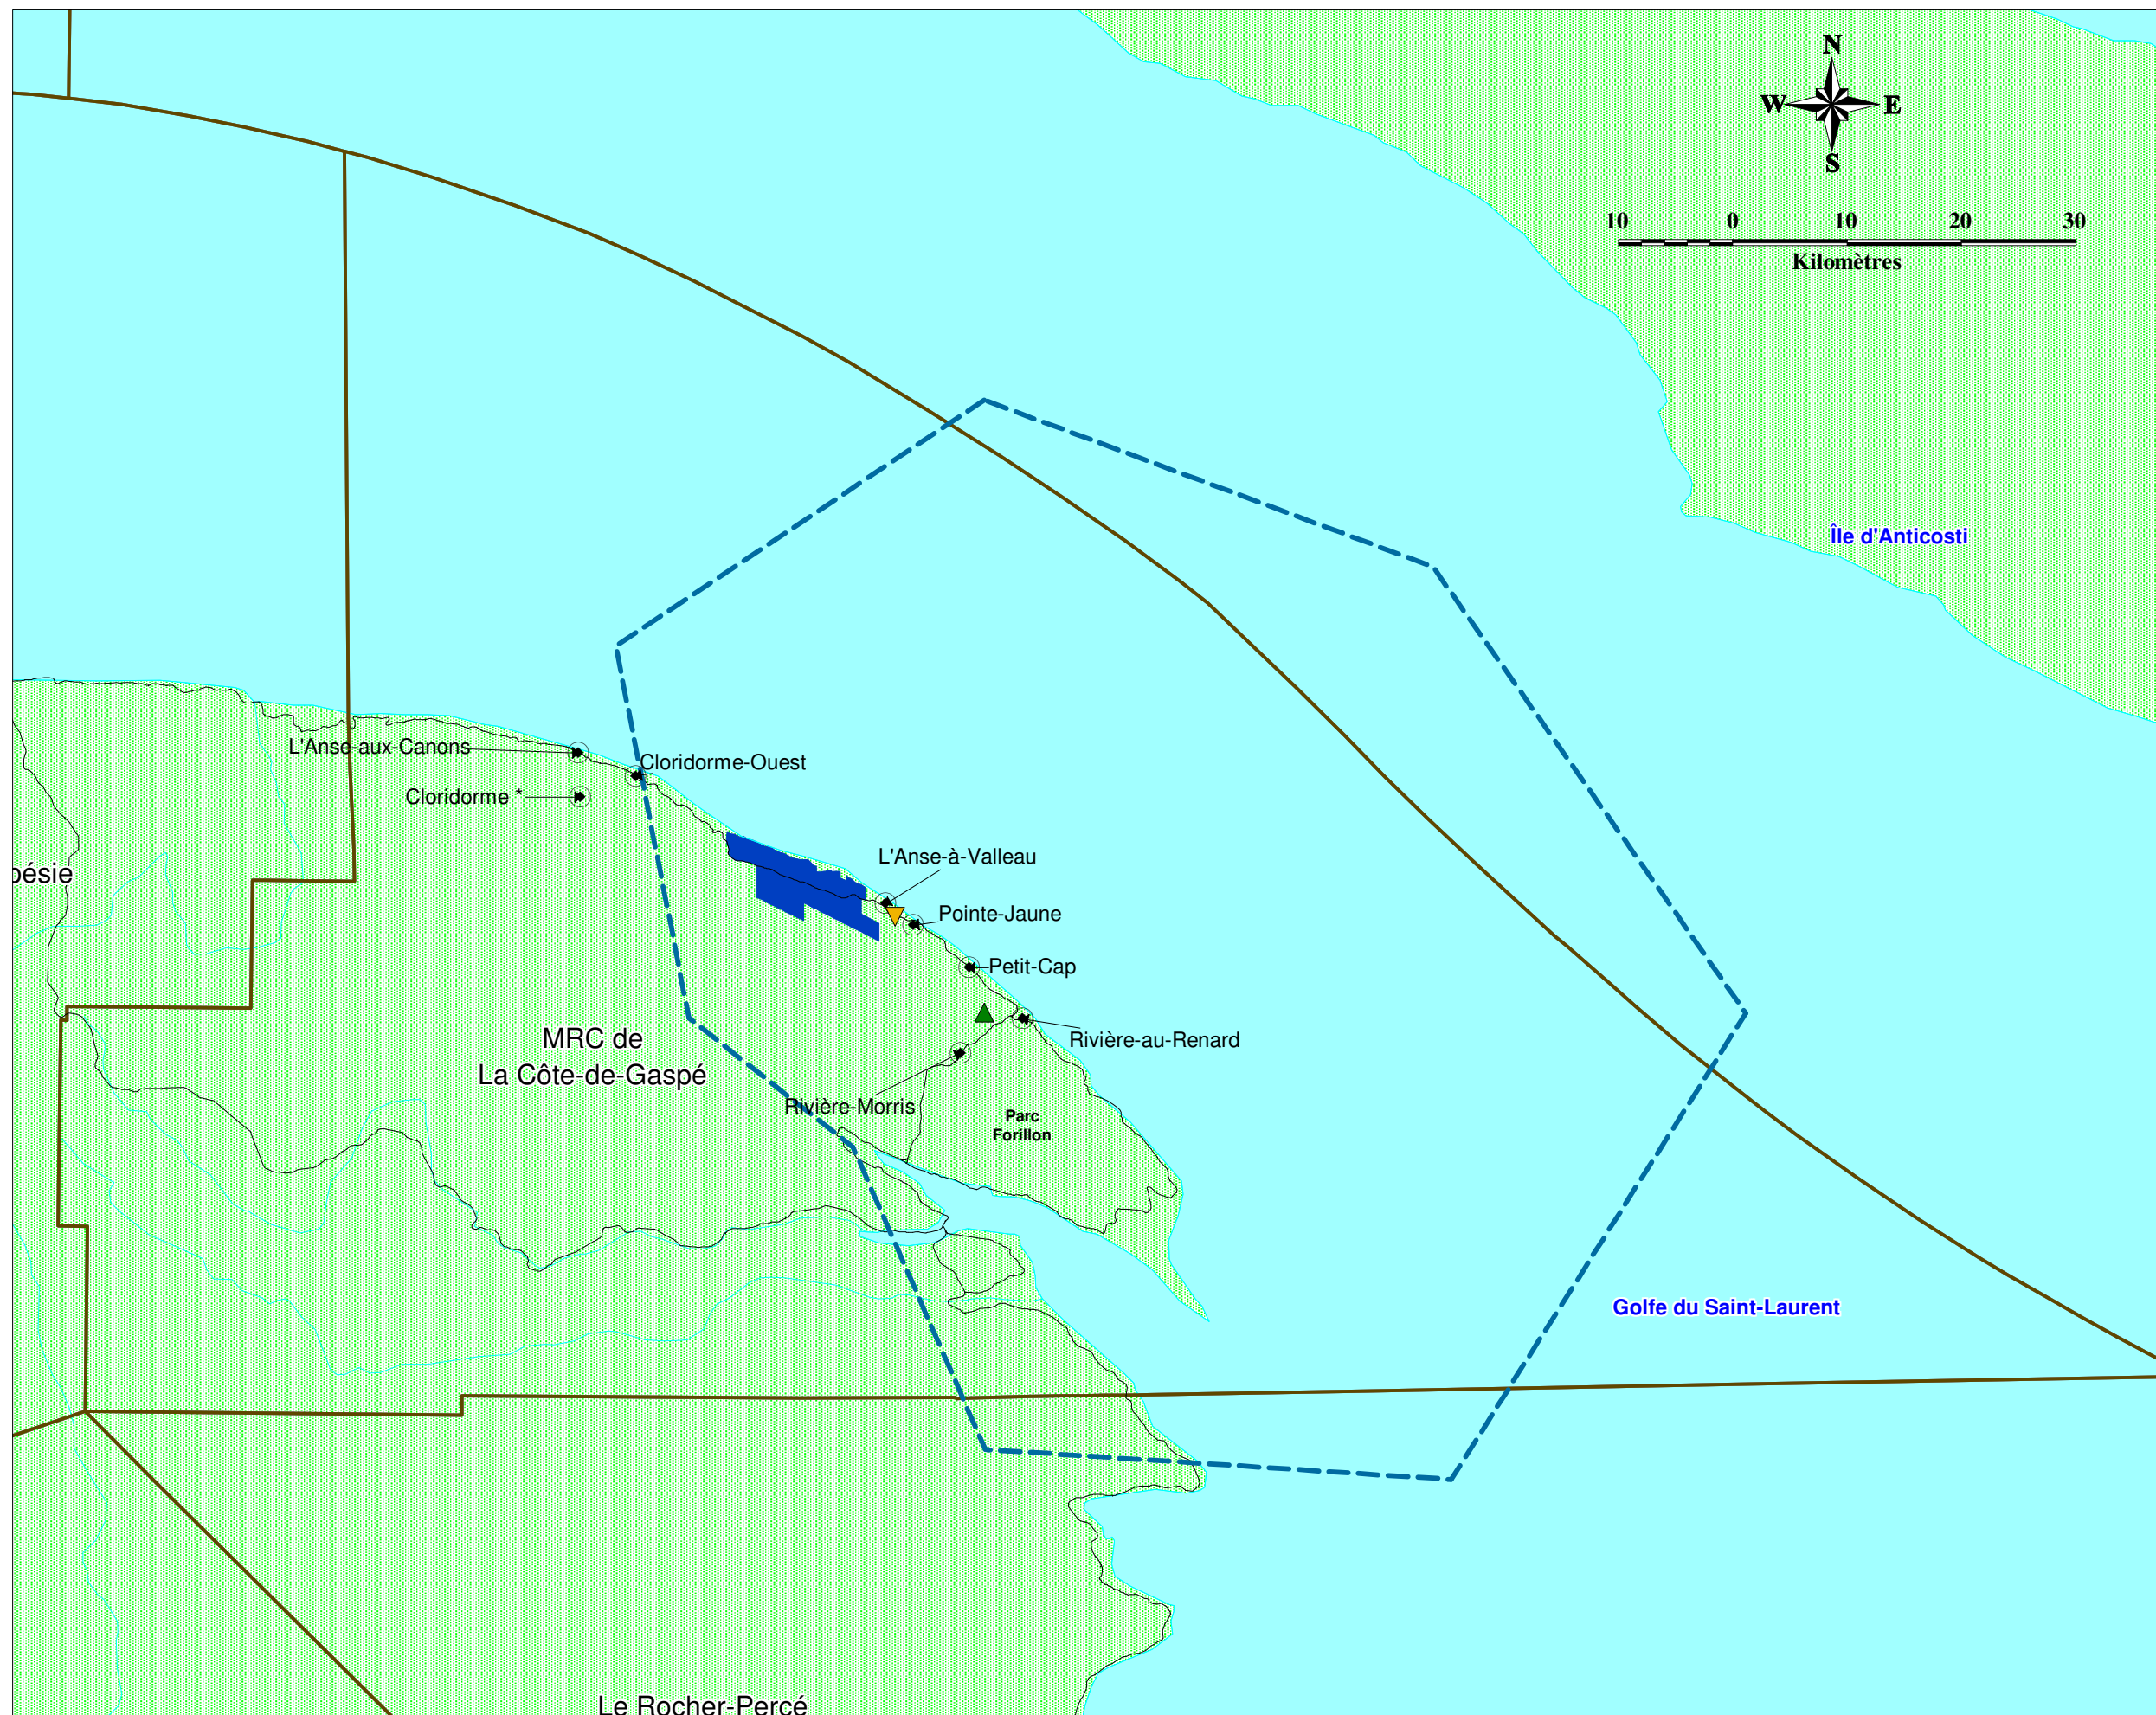 N
W E
S
10 0 10 20 30
Kilomètres
Île d'Anticosti
L'Anse-aux-Canons
Cloridorme-Ouest
Cloridorme *
L'Anse-à-Valleau
pésie
Pointe-Jaune
Petit-Cap
MRC de
La Côte-de-Gaspé
Rivière-au-Renard
Rivière-Morris
Parc
Forillon
Golfe du Saint-Laurent
Le Rocher-Percé